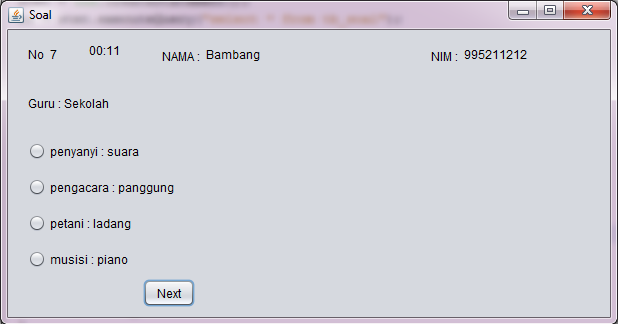 Soal
No 7 00:11 NAMA : Bambang NIM : 995211212
Guru : Sekolah
penyanyi : suara
pengacara : panggung
petani : ladang
musisi : piano
Next